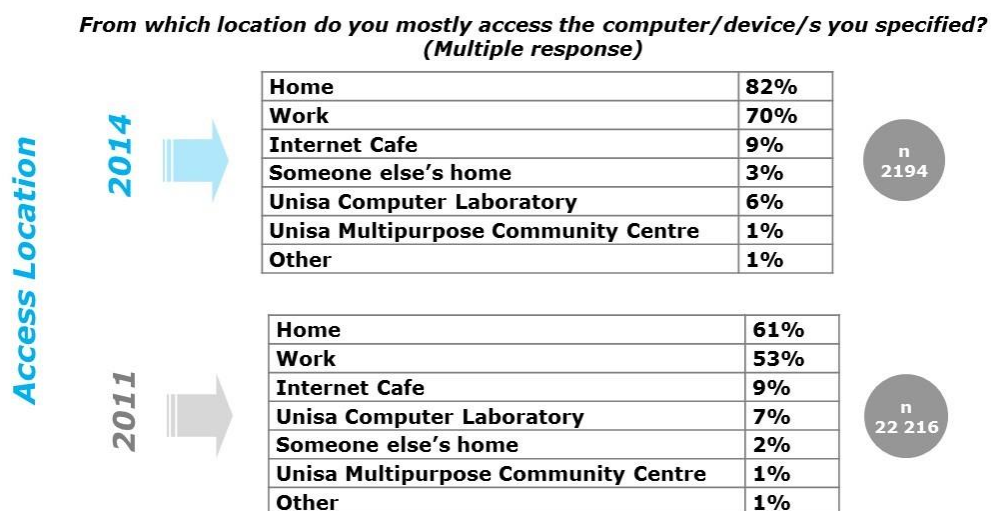 From which location do you mostly access the computer/device/s you specified?
(Multiple response)
Access Location
2014
Home 82%
Work 70%
Internet Cafe 9%
Someone else’s home 3%
Unisa Computer Laboratory 6%
Unisa Multipurpose Community Centre 1%
Other 1%
n
2194
2011
Home 61%
Work 53%
Internet Cafe 9%
Unisa Computer Laboratory 7%
Someone else’s home 2%
Unisa Multipurpose Community Centre 1%
Other 1%
n
22 216